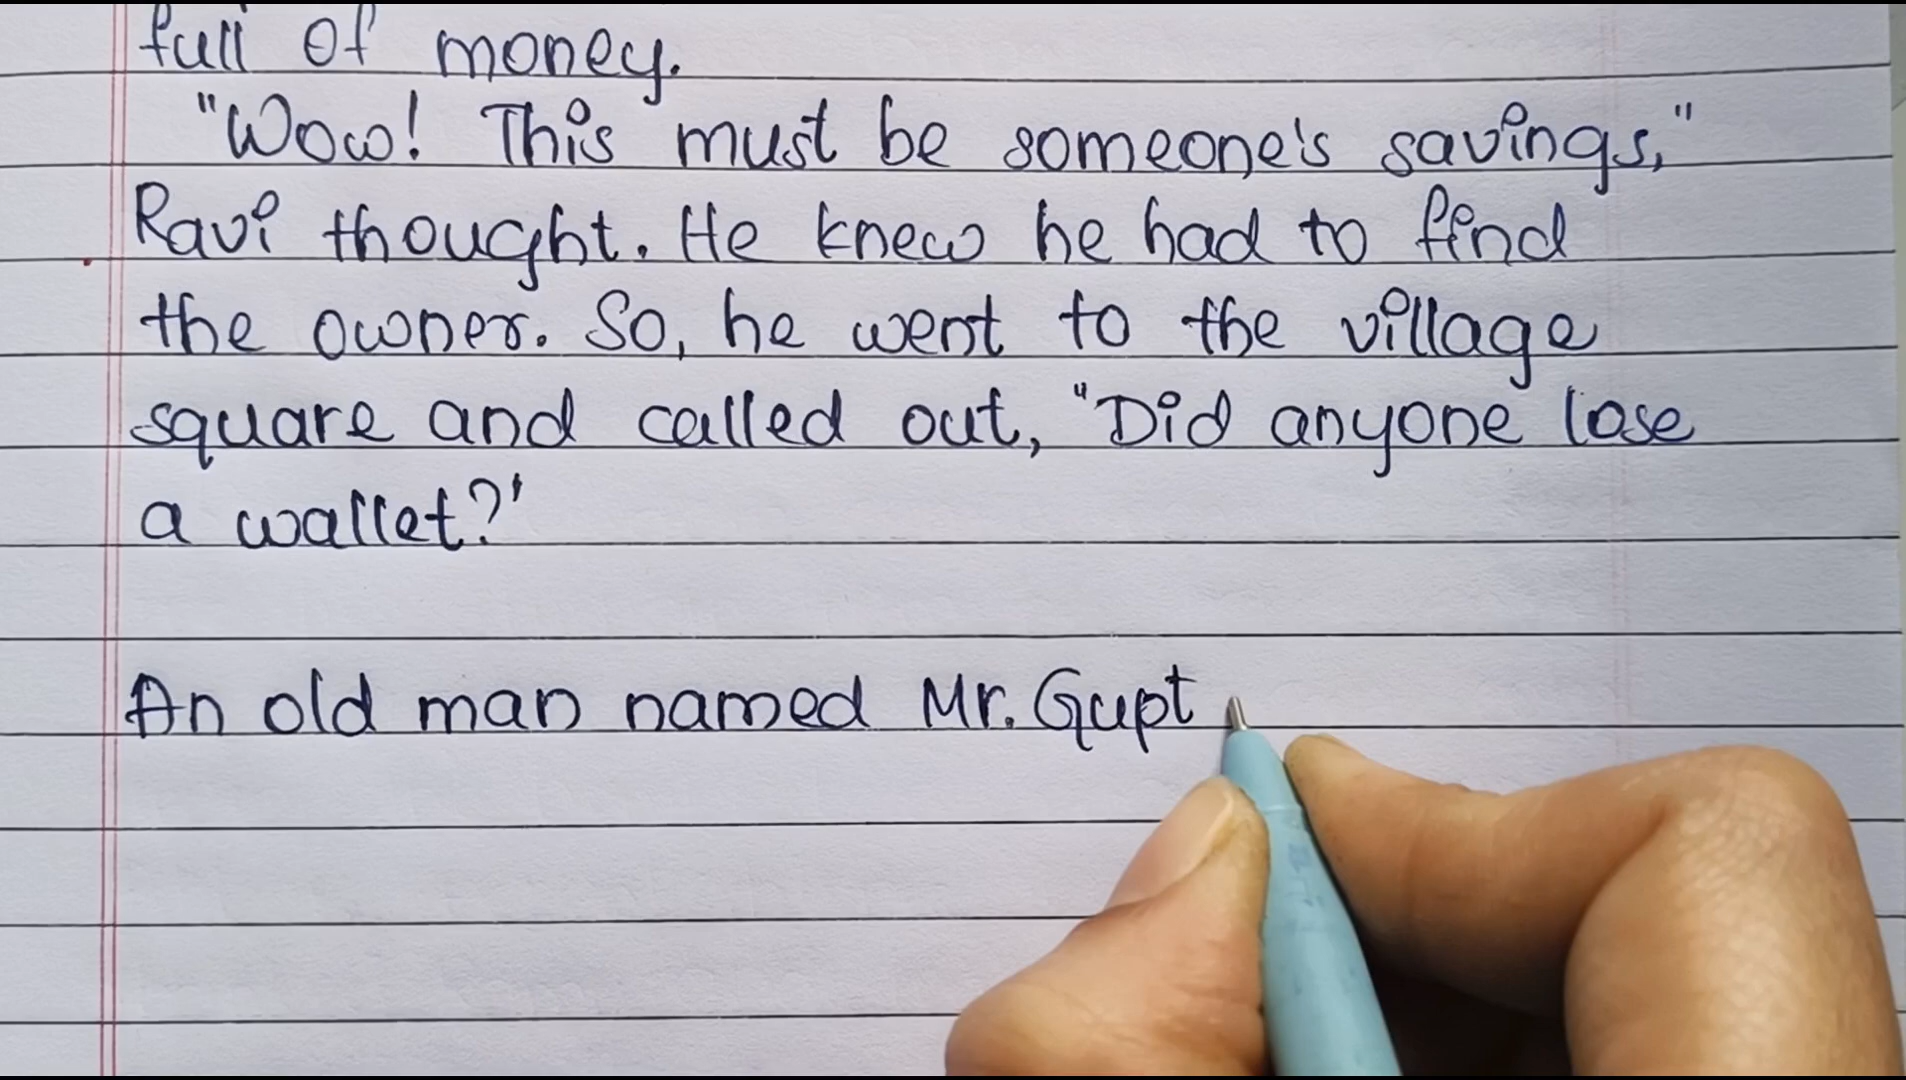 full of money.
"Wow! This must be someone's savings,"
Ravi thought. He knew he had to find
the owner. So, he went to the village
square and called out, "Did anyone lose
a wallet?'
An old man named Mr. Gupt